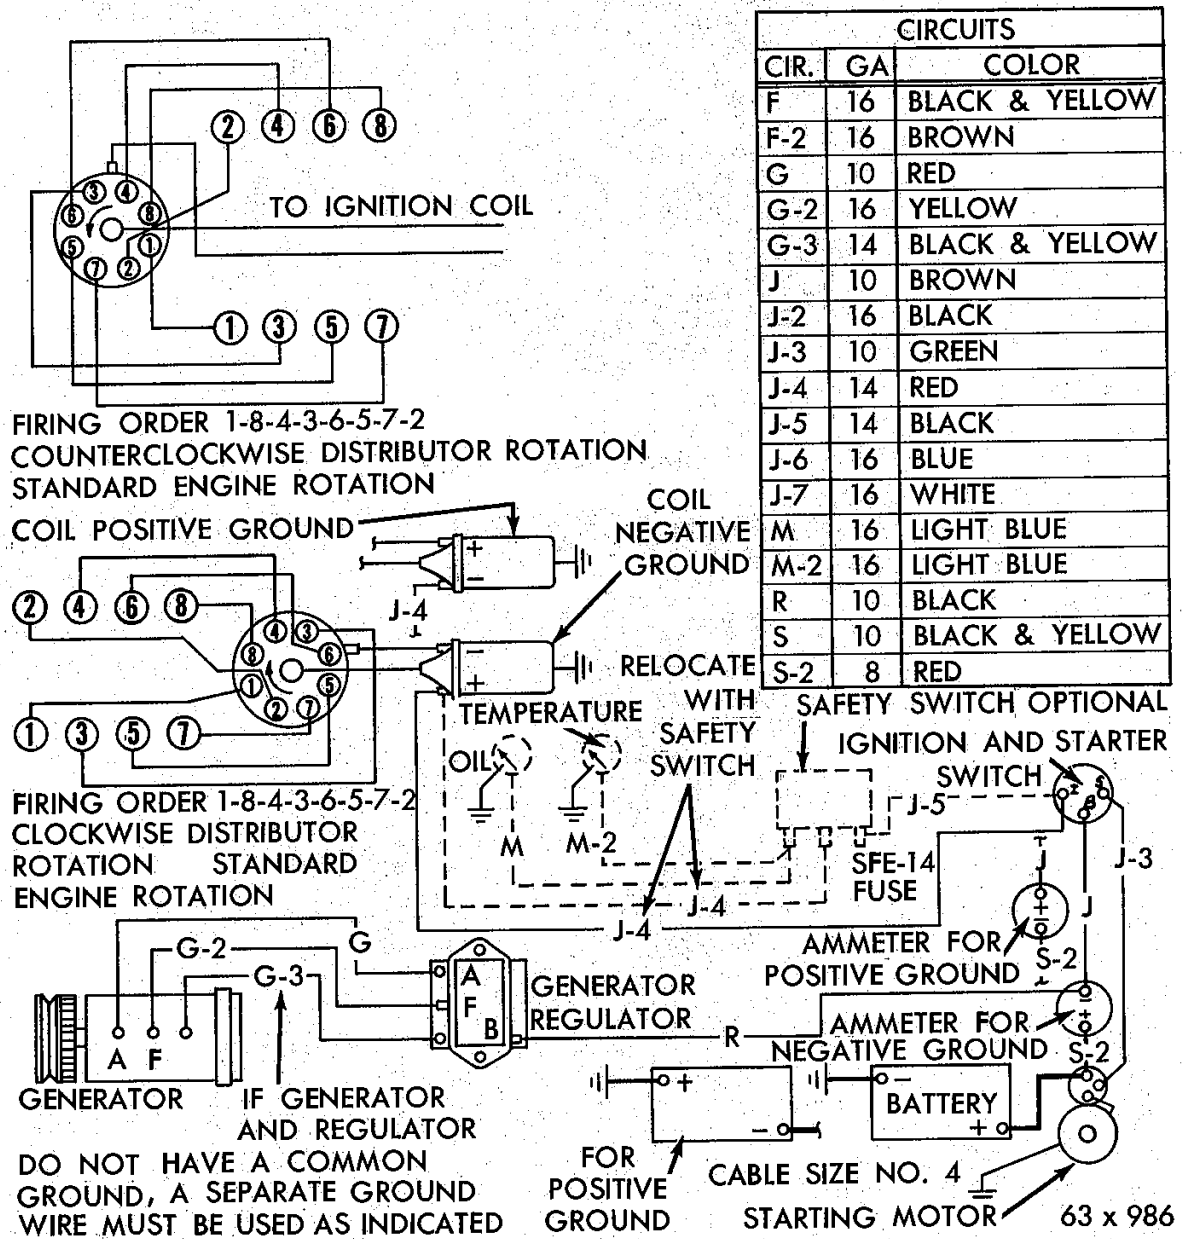 2 4 6 8
3 4
6 8
5 1
7 2
TO IGNITION COIL
1 3 5 7
FIRING ORDER 1-8-4-3-6-5-7-2
COUNTERCLOCKWISE DISTRIBUTOR ROTATION
STANDARD ENGINE ROTATION
CIRCUITS
CIR. GA COLOR
F 16 BLACK & YELLOW
F-2 16 BROWN
G 10 RED
G-2 16 YELLOW
G-3 14 BLACK & YELLOW
J 10 BROWN
J-2 16 BLACK
J-3 10 GREEN
J-4 14 RED
J-5 14 BLACK
J-6 16 BLUE
J-7 16 WHITE
M 16 LIGHT BLUE
M-2 16 LIGHT BLUE
R 10 BLACK
S 10 BLACK & YELLOW
S-2 8 RED
COIL POSITIVE GROUND
COIL
NEGATIVE
GROUND
+
−
J-4
−
+
2 4 6 8
4 3
8 6
1 5
2 7
1 3 5 7
FIRING ORDER 1-8-4-3-6-5-7-2
CLOCKWISE DISTRIBUTOR
ROTATION STANDARD
ENGINE ROTATION
RELOCATE
WITH
SAFETY
SWITCH
TEMPERATURE
OIL
M
M-2
SAFETY SWITCH OPTIONAL
IGNITION AND STARTER
SWITCH
I S
B
J-5
J-3
SFE-14
FUSE
J
J
J-4
J-4
+
−
AMMETER FOR
POSITIVE GROUND
S-2
G
G-2
G-3
A
F
B
GENERATOR
REGULATOR
R
AMMETER FOR
NEGATIVE GROUND
−
+
S-2
A F
GENERATOR
IF GENERATOR
AND REGULATOR
DO NOT HAVE A COMMON
GROUND, A SEPARATE GROUND
WIRE MUST BE USED AS INDICATED
+
−
FOR
POSITIVE
GROUND
−
BATTERY
+
CABLE SIZE NO. 4
STARTING MOTOR
63 x 986